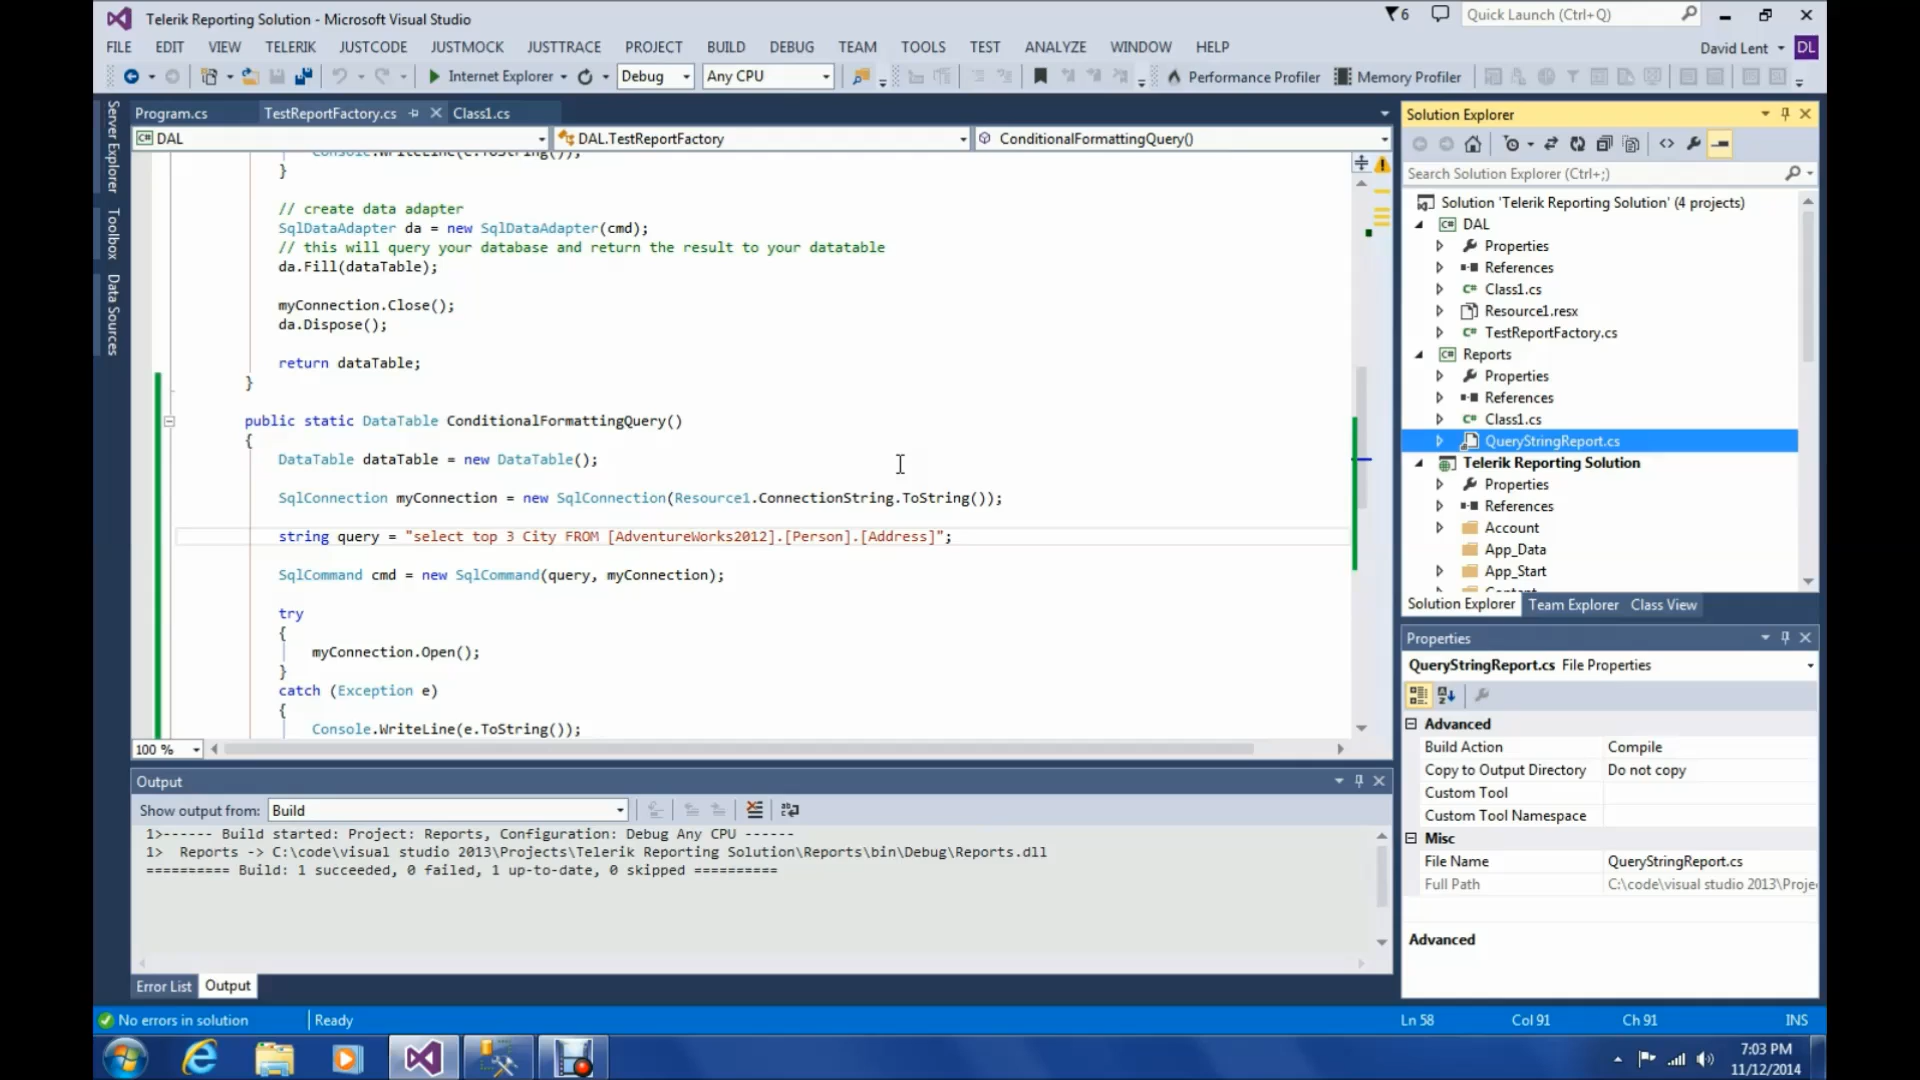 Telerik Reporting Solution - Microsoft Visual Studio
6
Quick Launch (Ctrl+Q)
FILE EDIT VIEW TELERIK JUSTCODE JUSTMOCK JUSTTRACE PROJECT BUILD DEBUG TEAM TOOLS TEST ANALYZE WINDOW HELP
David Lent DL
Internet Explorer Debug Any CPU Performance Profiler Memory Profiler
Server Explorer
Toolbox
Data Sources
Program.cs TestReportFactory.cs Class1.cs
DAL DAL.TestReportFactory ConditionalFormattingQuery()
Console.WriteLine(e.ToString());
}
// create data adapter
SqlDataAdapter da = new SqlDataAdapter(cmd);
// this will query your database and return the result to your datatable
da.Fill(dataTable);
myConnection.Close();
da.Dispose();
return dataTable;
}
public static DataTable ConditionalFormattingQuery()
{
DataTable dataTable = new DataTable();
SqlConnection myConnection = new SqlConnection(Resource1.ConnectionString.ToString());
string query = "select top 3 City FROM [AdventureWorks2012].[Person].[Address]";
SqlCommand cmd = new SqlCommand(query, myConnection);
try
{
myConnection.Open();
}
catch (Exception e)
{
Console.WriteLine(e.ToString());
100 %
Output
Show output from: Build
1>------ Build started: Project: Reports, Configuration: Debug Any CPU ------
1>  Reports -> C:\code\visual studio 2013\Projects\Telerik Reporting Solution\Reports\bin\Debug\Reports.dll
========== Build: 1 succeeded, 0 failed, 1 up-to-date, 0 skipped ==========
Error List Output
Solution Explorer
Search Solution Explorer (Ctrl+;)
Solution 'Telerik Reporting Solution' (4 projects)
DAL
Properties
References
Class1.cs
Resource1.resx
TestReportFactory.cs
Reports
Properties
References
Class1.cs
QueryStringReport.cs
Telerik Reporting Solution
Properties
References
Account
App_Data
App_Start
Solution Explorer Team Explorer Class View
Properties
QueryStringReport.cs File Properties
Advanced
Build Action Compile
Copy to Output Directory Do not copy
Custom Tool
Custom Tool Namespace
Misc
File Name QueryStringReport.cs
Full Path C:\code\visual studio 2013\Proje
Advanced
No errors in solution Ready Ln 58 Col 91 Ch 91 INS
7:03 PM
11/12/2014